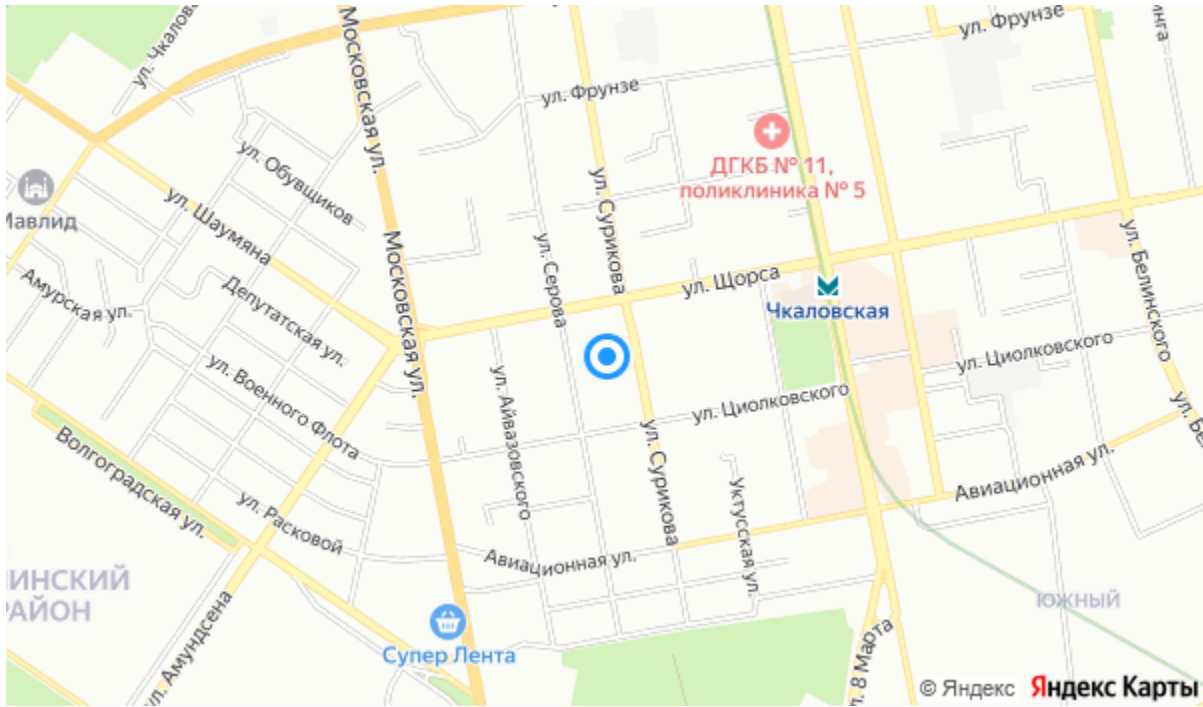 ул. Чкалов
ул. Фрунзе
инга
Московская ул.
ул. Фрунзе
ДГКБ № 11,
поликлиника № 5
ул. Обувщиков
ул. Сурикова
Мавлид
ул. Шаумяна
Московская ул.
ул. Серова
ул. Щорса
ул. Белинского
Амурская ул.
Депутатская ул.
Чкаловская
ул. Военного Флота
ул. Айвазовского
ул. Циолковского
ул. Циолковского
ул. Бе
Волгоградская ул.
ул. Сурикова
Уктусская ул.
Авиационная ул.
ул. Расковой
Авиационная ул.
ИНСКИЙ
РАЙОН
ул. Амундсена
Супер Лента
ЮЖНЫЙ
л. 8 Марта
© Яндекс Яндекс Карты